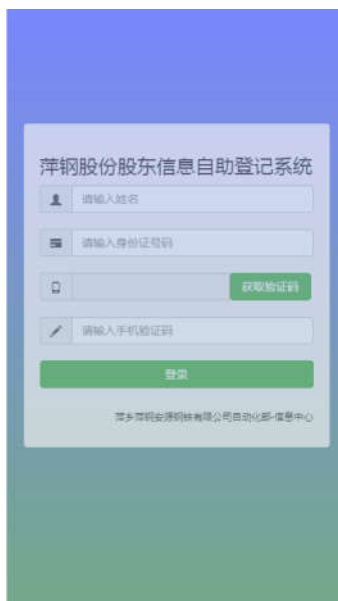 萍钢股份股东信息自助登记系统
请输入姓名
请输入身份证号码
获取验证码
请输入手机验证码
登录
萍乡萍钢安源钢铁有限公司自动化部-信息中心